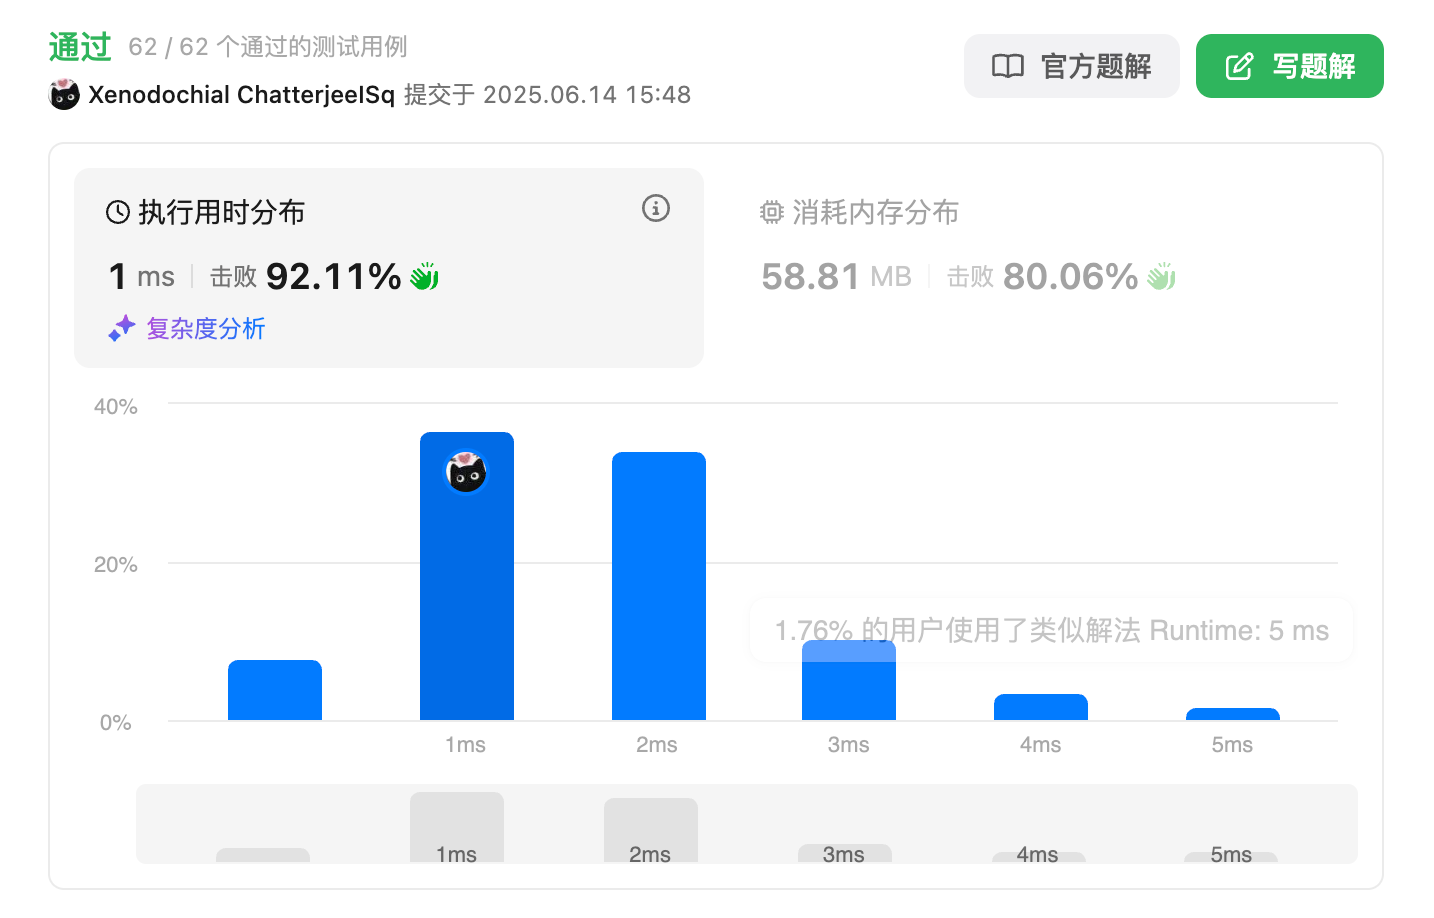 通过 62 / 62 个通过的测试用例
官方题解
写题解
Xenodochial ChatterjeeISq 提交于 2025.06.14 15:48
执行用时分布
1 ms 击败 92.11%
复杂度分析
消耗内存分布
58.81 MB 击败 80.06%
40%
20%
0%
1.76% 的用户使用了类似解法 Runtime: 5 ms
1ms 2ms 3ms 4ms 5ms
1ms 2ms 3ms 4ms 5ms